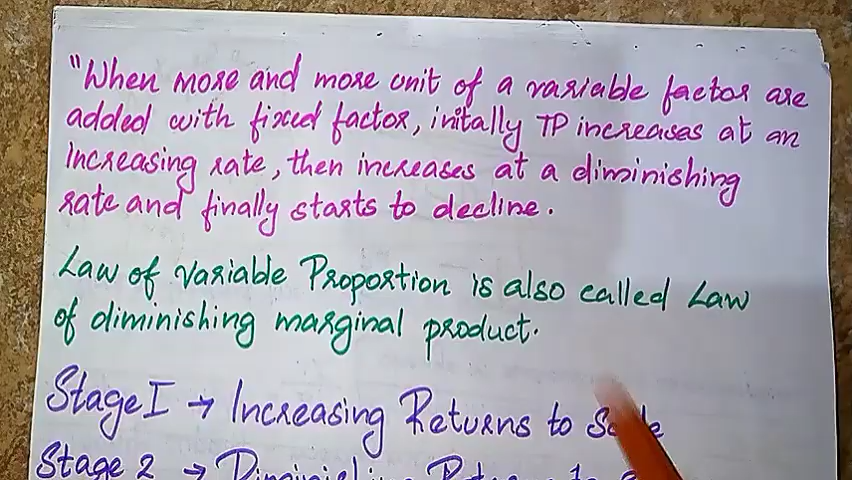 "When more and more unit of a variable factor are
added with fixed factor, initally TP increases at an
Increasing rate, then increases at a diminishing
rate and finally starts to decline.
Law of variable Proportion is also called Law
of diminishing marginal product.
Stage I → Increasing Returns to
Stage 2 →